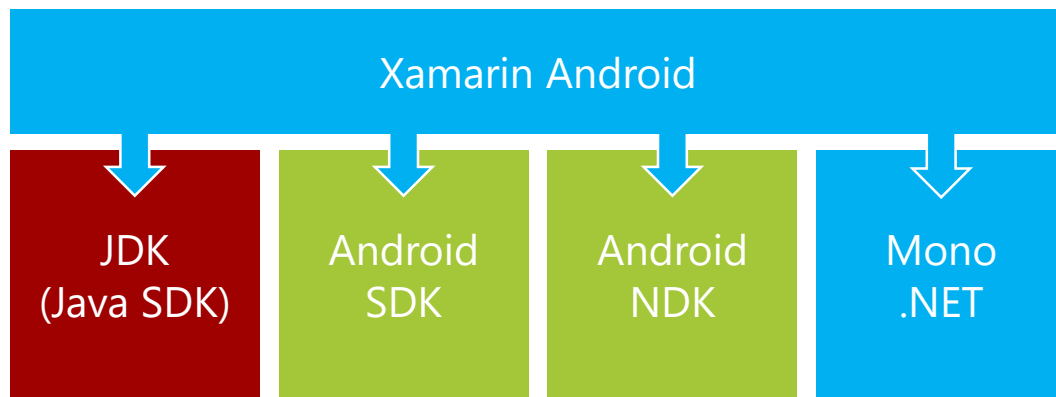 Xamarin Android
JDK
(Java SDK)
Android
SDK
Android
NDK
Mono
.NET